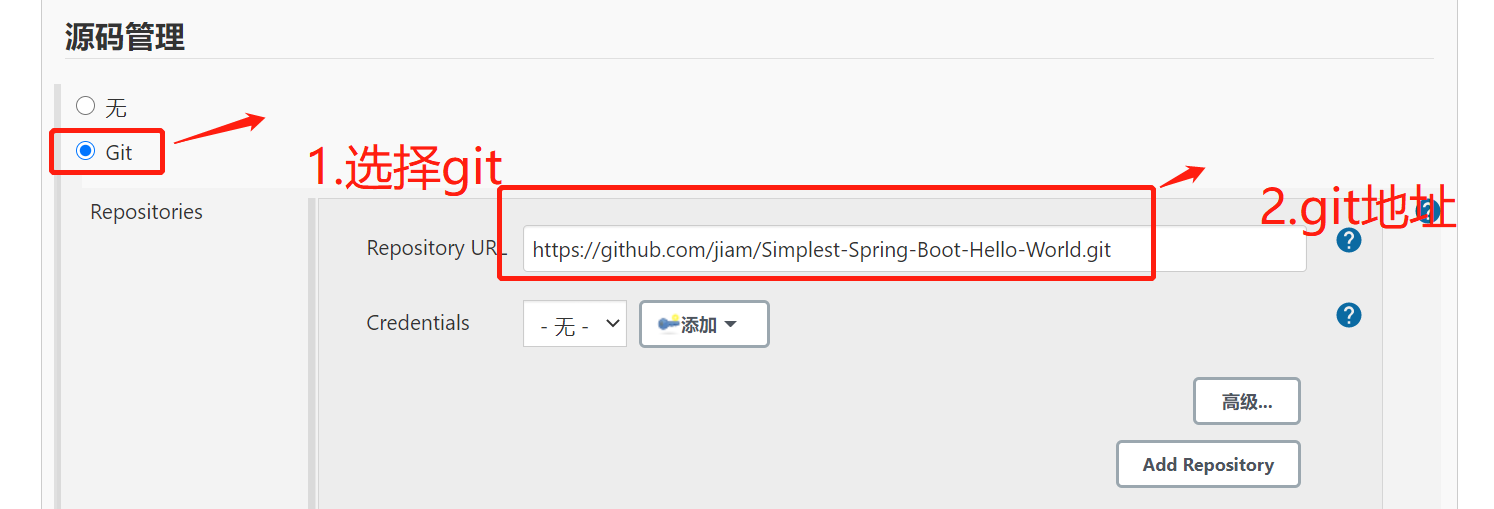 源码管理
无
Git
1.选择git
2.git地址
Repositories
Repository URL
https://github.com/jiam/Simplest-Spring-Boot-Hello-World.git
?
?
Credentials
- 无 -
添加
?
高级...
Add Repository